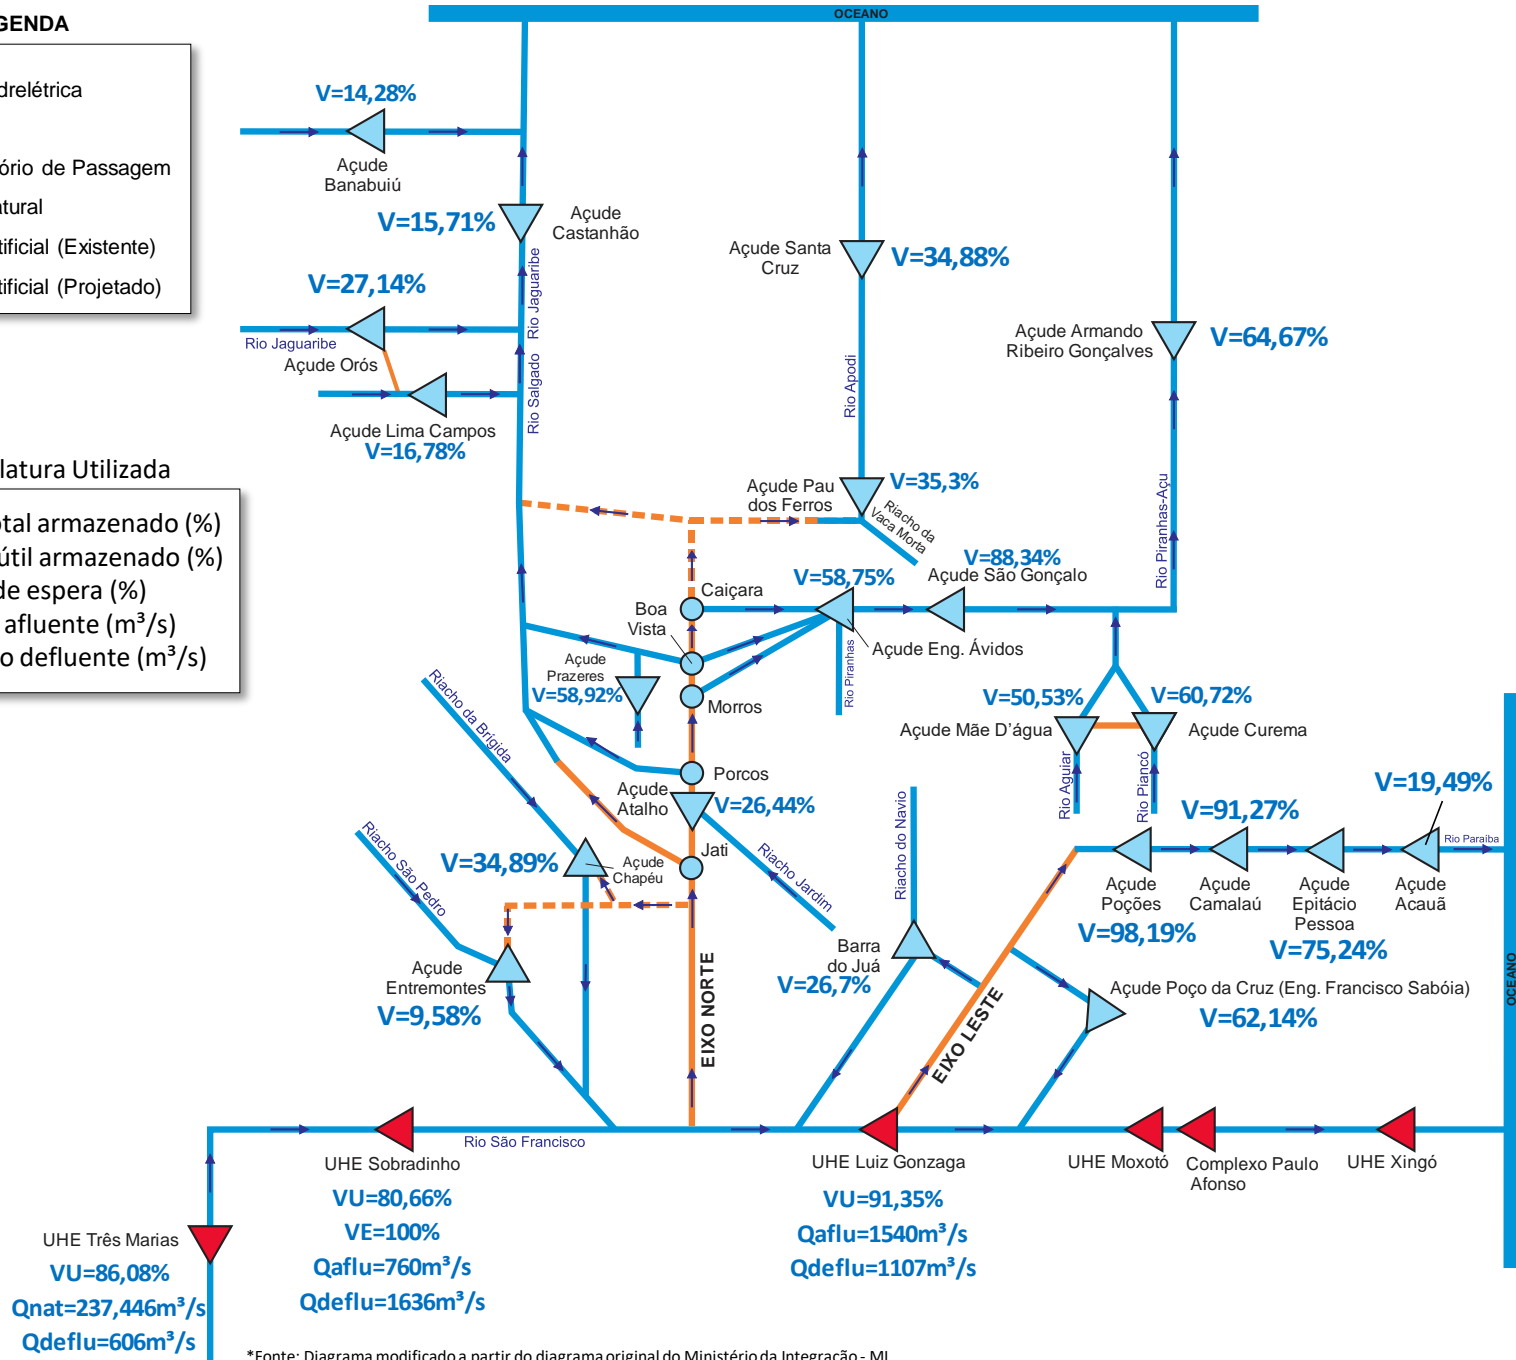 OCEANO
GENDA
drelétrica
ório de Passagem
atural
tificial (Existente)
tificial (Projetado)
V=14,28%
Açude
Banabuiú
V=15,71%
Açude
Castanhão
Rio Jaguaribe
V=27,14%
Rio Jaguaribe
Açude Orós
Açude Lima Campos
V=16,78%
Rio Salgado
Açude Santa
Cruz
V=34,88%
Rio Apodi
Açude Armando
Ribeiro Gonçalves
V=64,67%
Rio Piranhas-Açu
latura Utilizada
otal armazenado (%)
útil armazenado (%)
de espera (%)
afluente (m³/s)
o defluente (m³/s)
Açude Pau
dos Ferros
V=35,3%
Riacho da
Vaca Morta
V=88,34%
Açude São Gonçalo
V=58,75%
Açude Eng. Ávidos
Rio Piranhas
Caiçara
Boa
Vista
Morros
Açude
Prazeres
V=58,92%
Porcos
Açude
Atalho
V=26,44%
Jati
Riacho Jardim
Riacho da Brígida
Riacho São Pedro
V=34,89%
Açude
Chapéu
Açude
Entremontes
V=9,58%
EIXO NORTE
V=50,53%
Açude Mãe D'água
Rio Aguiar
V=60,72%
Açude Curema
Rio Piancó
V=19,49%
V=91,27%
Rio Paraíba
Açude
Poções
V=98,19%
Açude
Camalaú
Açude
Epitácio
Pessoa
V=75,24%
Açude
Acauã
Riacho do Navio
Barra
do Juá
V=26,7%
EIXO LESTE
Açude Poço da Cruz (Eng. Francisco Sabóia)
V=62,14%
OCEANO
Rio São Francisco
UHE Sobradinho
VU=80,66%
VE=100%
Qaflu=760m³/s
Qdeflu=1636m³/s
UHE Luiz Gonzaga
VU=91,35%
Qaflu=1540m³/s
Qdeflu=1107m³/s
UHE Moxotó
Complexo Paulo
Afonso
UHE Xingó
UHE Três Marias
VU=86,08%
Qnat=237,446m³/s
Qdeflu=606m³/s
*Fonte: Diagrama modificado a partir do diagrama original do Ministério da Integração - MI